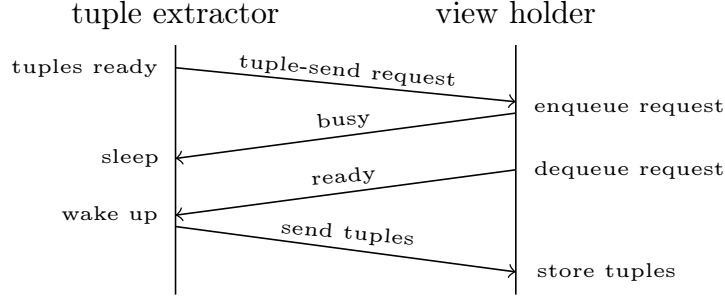 tuple extractor
view holder
tuples ready
tuple-send request
enqueue request
busy
sleep
dequeue request
ready
wake up
send tuples
store tuples